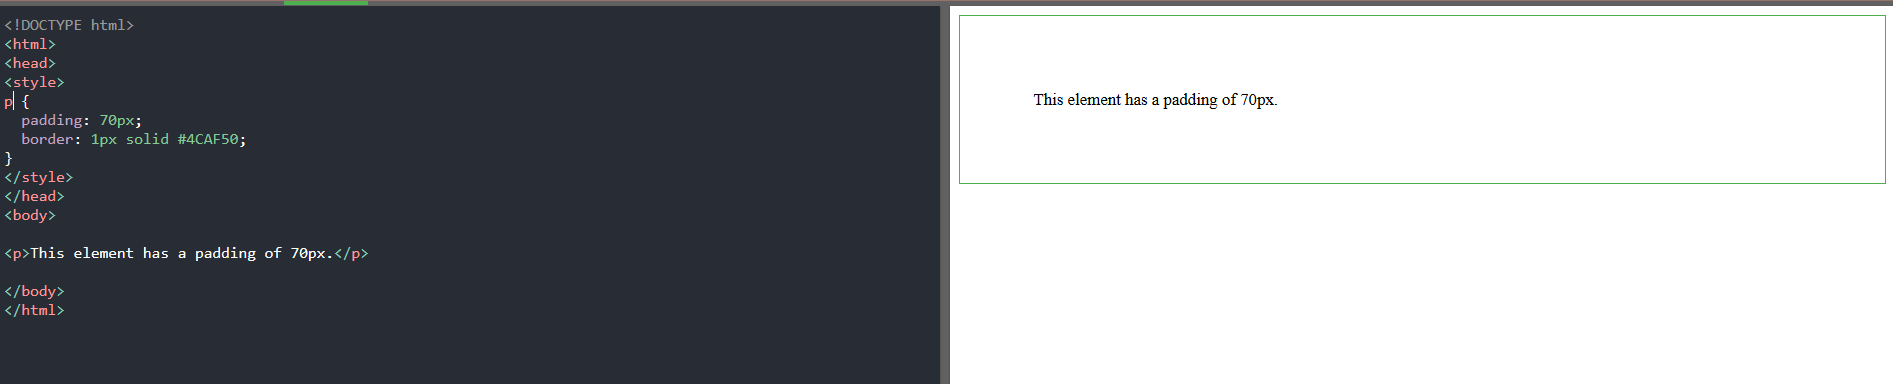 <!DOCTYPE html>
<html>
<head>
<style>
p {
  padding: 70px;
  border: 1px solid #4CAF50;
}
</style>
</head>
<body>
<p>This element has a padding of 70px.</p>
</body>
</html>
This element has a padding of 70px.